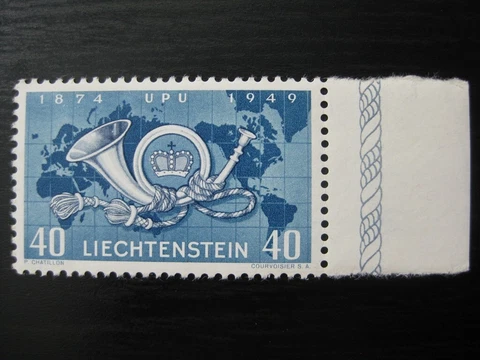 1874 UPU 1949
40 LIECHTENSTEIN 40
P. CHATILLON COURVOISIER S. A.